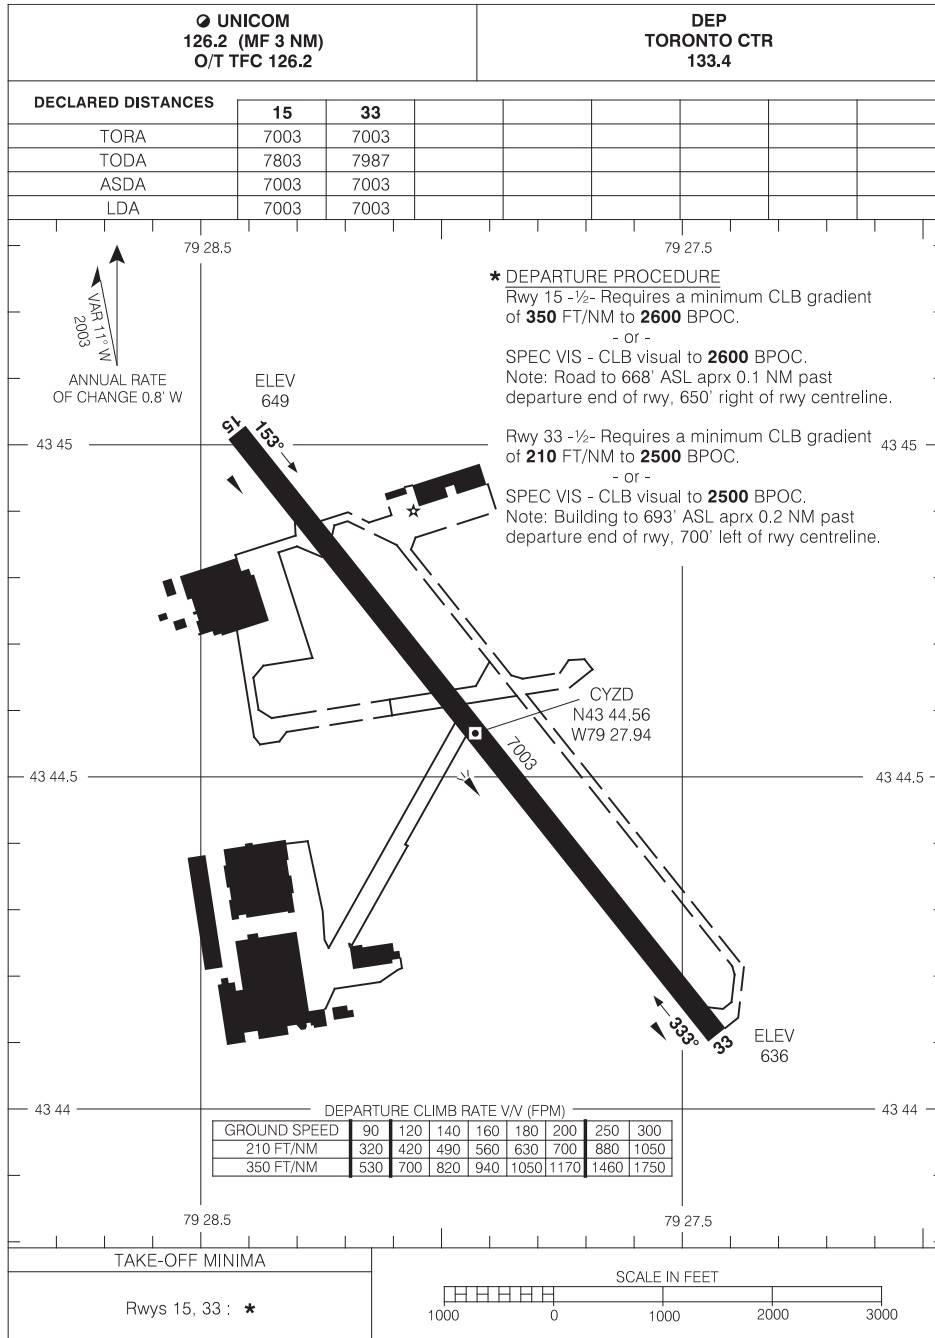 UNICOM
126.2 (MF 3 NM)
O/T TFC 126.2
DEP
TORONTO CTR
133.4
DECLARED DISTANCES 15 33
TORA 7003 7003
TODA 7803 7987
ASDA 7003 7003
LDA 7003 7003
79 28.5 79 27.5
VAR 11° W
2003
ANNUAL RATE
OF CHANGE 0.8' W
* DEPARTURE PROCEDURE
Rwy 15 -½- Requires a minimum CLB gradient
of 350 FT/NM to 2600 BPOC.
- or -
SPEC VIS - CLB visual to 2600 BPOC.
Note: Road to 668' ASL aprx 0.1 NM past
departure end of rwy, 650' right of rwy centreline.
Rwy 33 -½- Requires a minimum CLB gradient
of 210 FT/NM to 2500 BPOC.
- or -
SPEC VIS - CLB visual to 2500 BPOC.
Note: Building to 693' ASL aprx 0.2 NM past
departure end of rwy, 700' left of rwy centreline.
ELEV
649
43 45 43 45
15
153°
CYZD
N43 44.56
W79 27.94
7003
43 44.5 43 44.5
333°
33
ELEV
636
43 44 43 44
DEPARTURE CLIMB RATE V/V (FPM)
GROUND SPEED 90 120 140 160 180 200 250 300
210 FT/NM 320 420 490 560 630 700 880 1050
350 FT/NM 530 700 820 940 1050 1170 1460 1750
79 28.5 79 27.5
TAKE-OFF MINIMA
Rwys 15, 33 : *
SCALE IN FEET
1000 0 1000 2000 3000